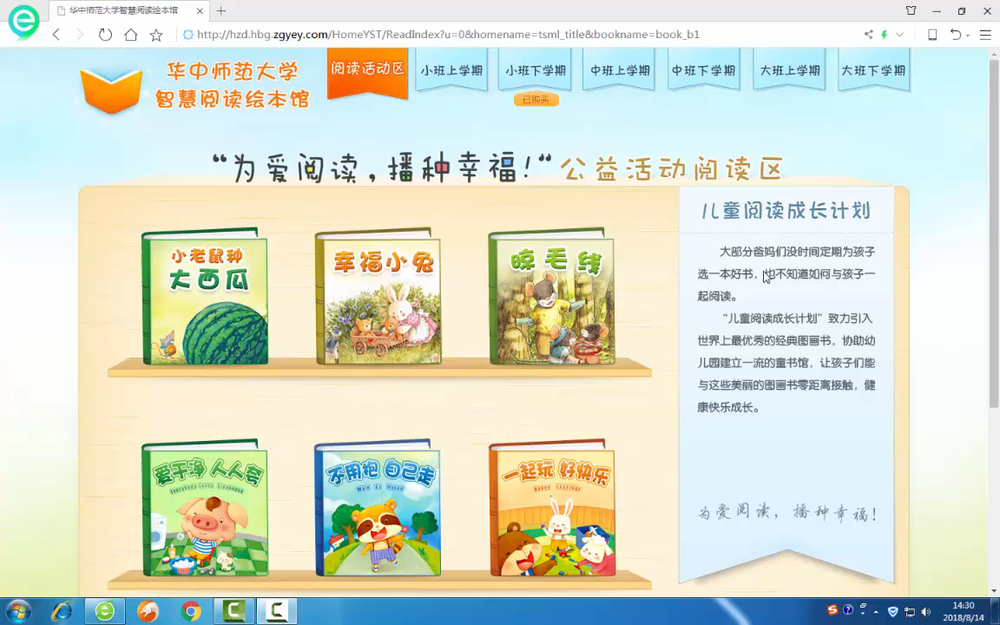 华中师范大学智慧阅读绘本馆
http://hzd.hbg.zgyey.com/HomeYST/ReadIndex?u=0&homename=tsml_title&bookname=book_b1
华中师范大学
智慧阅读绘本馆
阅读活动区
小班上学期
小班下学期
中班上学期
中班下学期
大班上学期
大班下学期
已购买
“为爱阅读,播种幸福!”公益活动阅读区
小老鼠种
大西瓜
幸福小兔
晾毛线
儿童阅读成长计划
大部分爸妈们没时间定期为孩子
选一本好书,也不知道如何与孩子一
起阅读。
“儿童阅读成长计划”致力引入
世界上最优秀的经典图画书,协助幼
儿园建立一流的童书馆,让孩子们能
与这些美丽的图画书零距离接触,健
康快乐成长。
爱干净 人人夸
Everybody Loves Cleanness
不用抱 自己走
Walk By Myself
一起玩 好快乐
Happy Together
为爱阅读,播种幸福!
14:30
2018/8/14